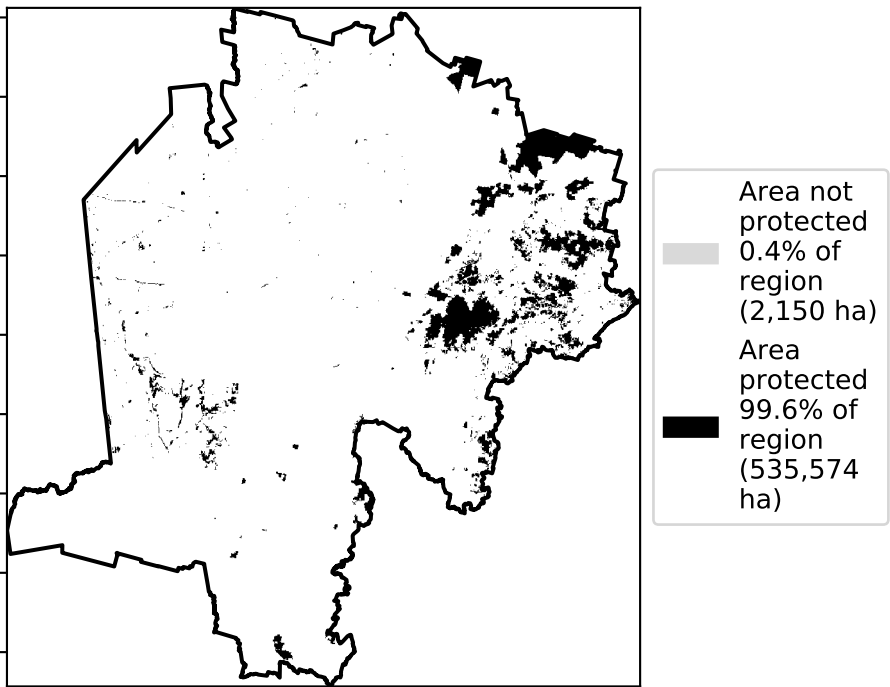 Area not
protected
0.4% of
region
(2,150 ha)
Area
protected
99.6% of
region
(535,574
ha)